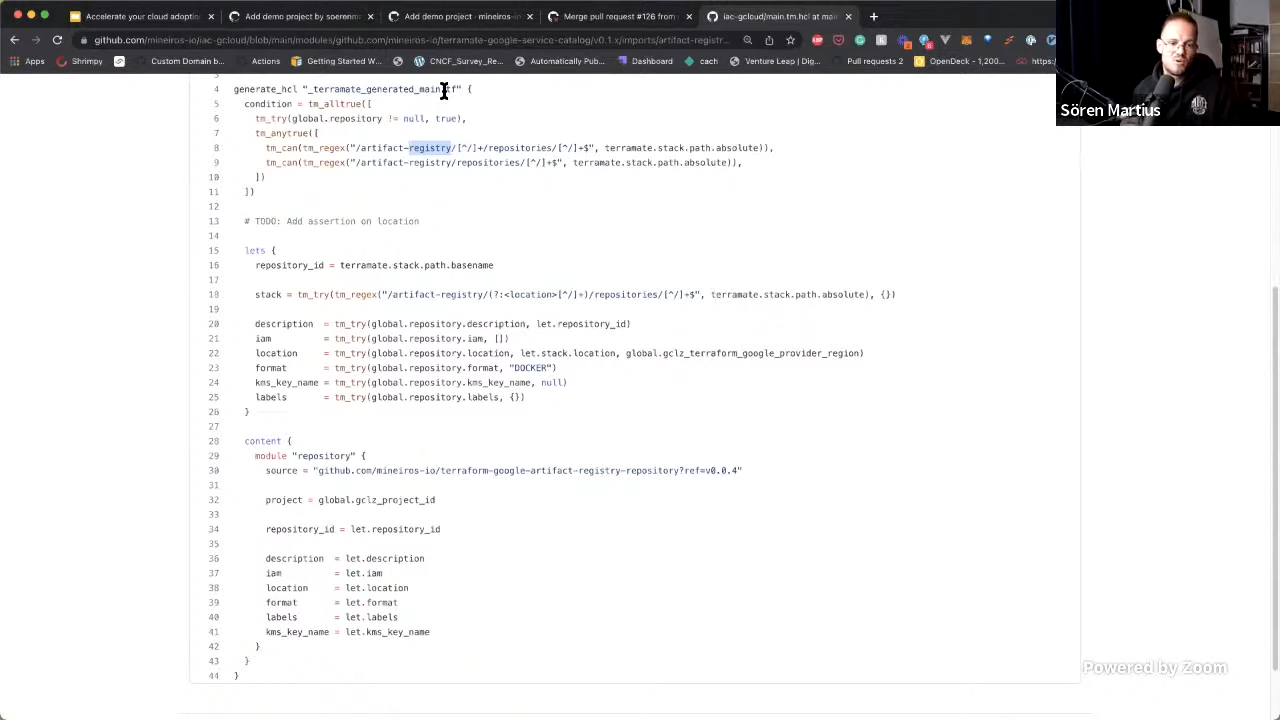 Accelerate your cloud adoption
Add demo project by soerenm
Add demo project · mineiros-io
Merge pull request #126 from
iac-gcloud/main.tm.hcl at main
github.com/mineiros-io/iac-gcloud/blob/main/modules/github.com/mineiros-io/terramate-google-service-catalog/v0.1.x/imports/artifact-registr...
Apps
Shrimpy
Custom Domain b...
Actions
Getting Started W...
CNCF_Survey_Re...
Automatically Pub...
Dashboard
cach
Venture Leg (2).
Pull requests 2
OpenDeck - 1,200...
https:/
Sören Martius
4 generate_hcl "_terramate_generated_main.tf" {
5 condition = tm_alltrue([
6 tm_try(global.repository != null, true),
7 tm_anytrue([
8 tm_can(tm_regex("/artifact-registry/[^/]+/repositories/[^/]+$", terramate.stack.path.absolute)),
9 tm_can(tm_regex("/artifact-registry/repositories/[^/]+$", terramate.stack.path.absolute)),
10 ])
11 ])
12
13 # TODO: Add assertion on location
14
15 lets {
16 repository_id = terramate.stack.path.basename
17
18 stack = tm_try(tm_regex("/artifact-registry/(?:<location>[^/]+)/repositories/[^/]+$", terramate.stack.path.absolute), {})
19
20 description = tm_try(global.repository.description, let.repository_id)
21 iam = tm_try(global.repository.iam, [])
22 location = tm_try(global.repository.location, let.stack.location, global.gclz_terraform_google_provider_region)
23 format = tm_try(global.repository.format, "DOCKER")
24 kms_key_name = tm_try(global.repository.kms_key_name, null)
25 labels = tm_try(global.repository.labels, {})
26 }
27
28 content {
29 module "repository" {
30 source = "github.com/mineiros-io/terraform-google-artifact-registry-repository?ref=v0.0.4"
31
32 project = global.gclz_project_id
33
34 repository_id = let.repository_id
35
36 description = let.description
37 iam = let.iam
38 location = let.location
39 format = let.format
40 labels = let.labels
41 kms_key_name = let.kms_key_name
42 }
43 }
44 }
Powered by Zoom